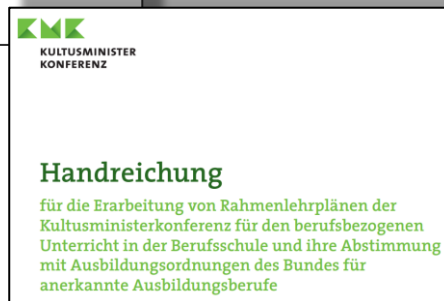 KMK
KULTUSMINISTER
KONFERENZ
Handreichung
für die Erarbeitung von Rahmenlehrplänen der
Kultusministerkonferenz für den berufsbezogenen
Unterricht in der Berufsschule und ihre Abstimmung
mit Ausbildungsordnungen des Bundes für
anerkannte Ausbildungsberufe